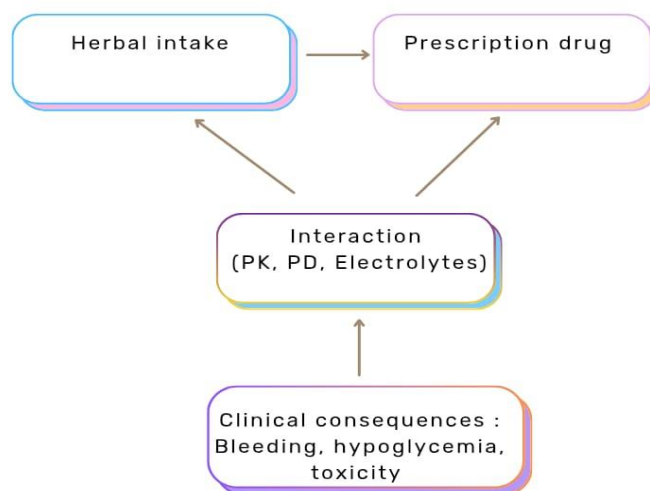 Herbal intake
Prescription drug
Interaction
(PK, PD, Electrolytes)
Clinical consequences :
Bleeding, hypoglycemia,
toxicity